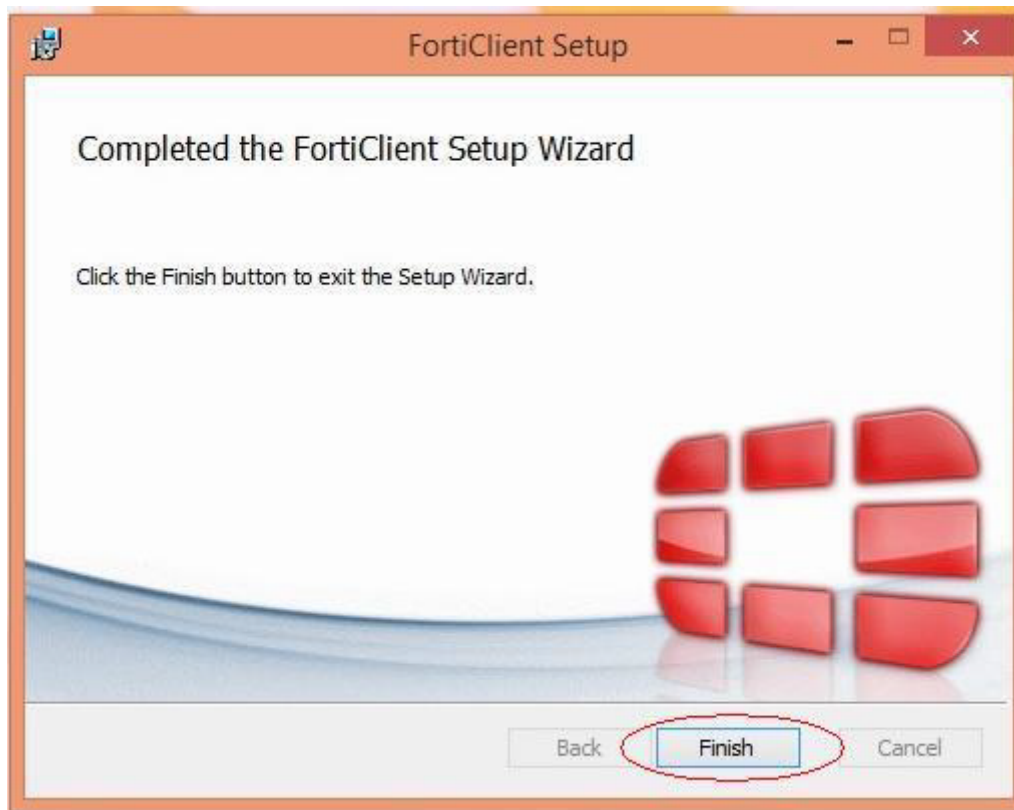 FortiClient Setup
Completed the FortiClient Setup Wizard
Click the Finish button to exit the Setup Wizard.
Back Finish Cancel